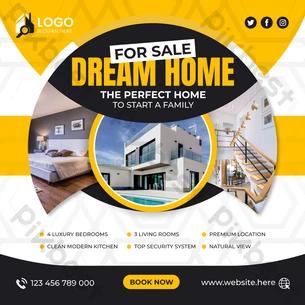 LOGO
FOR SALE
DREAM HOME
THE PERFECT HOME
TO START A FAMILY
4 LUXURY BEDROOMS
3 LIVING ROOMS
PREMIUM LOCATION
CLEAN MODERN KITCHEN
TOP SECURITY SYSTEM
NATURAL VIEW
123 456 789 000
BOOK NOW
www.website.here